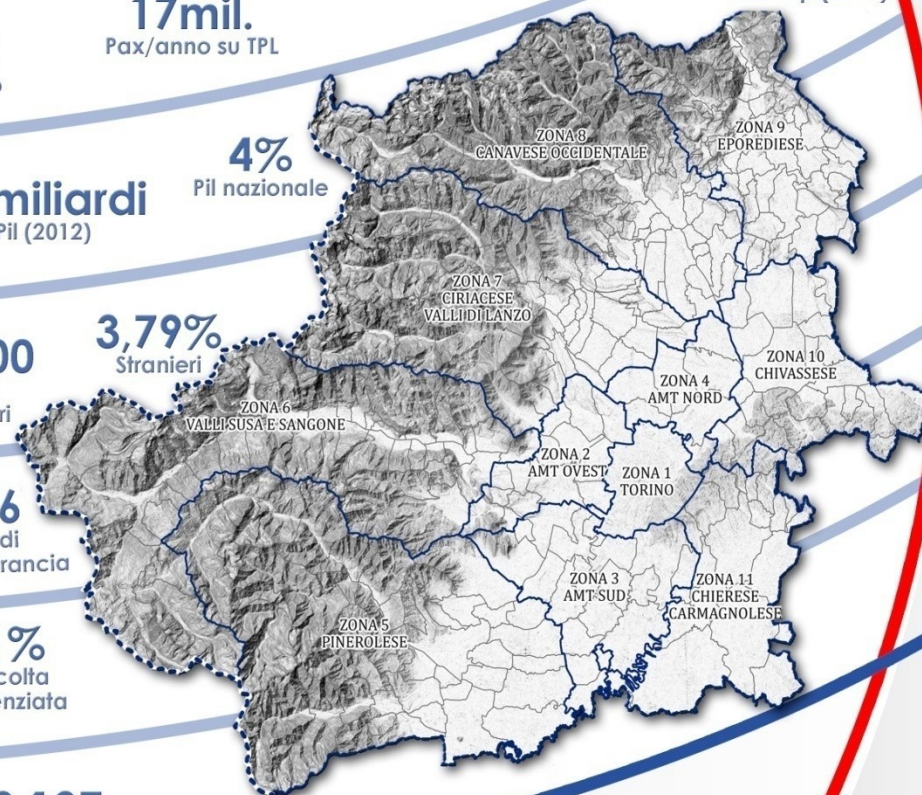 17mil.
Pax/anno su TPL
4%
Pil nazionale
miliardi
Pil (2012)
3,79%
Stranieri
00
ri
6
di
rancia
%
colta
enziata
ZONA 8
CANAVESE OCCIDENTALE
ZONA 9
EPOREDIESE
ZONA 7
CIRIACESE
VALLI DI LANZO
ZONA 10
CHIVASSESE
ZONA 4
AMT NORD
ZONA 6
VALLI SUSA E SANGONE
ZONA 2
AMT OVEST
ZONA 1
TORINO
ZONA 3
AMT SUD
ZONA 11
CHIERESE
CARMAGNOLESE
ZONA 5
PINEROLESE